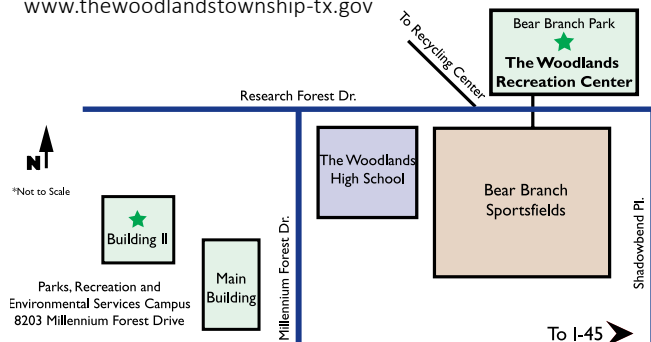 www.thewoodlandstownship-tx.gov
To Recycling Center
Bear Branch Park
The Woodlands
Recreation Center
Research Forest Dr.
N
*Not to Scale
The Woodlands
High School
Bear Branch
Sportsfields
Building II
Main
Building
Millennium Forest Dr.
Shadowbend Pl.
Parks, Recreation and
Environmental Services Campus
8203 Millennium Forest Drive
To I-45